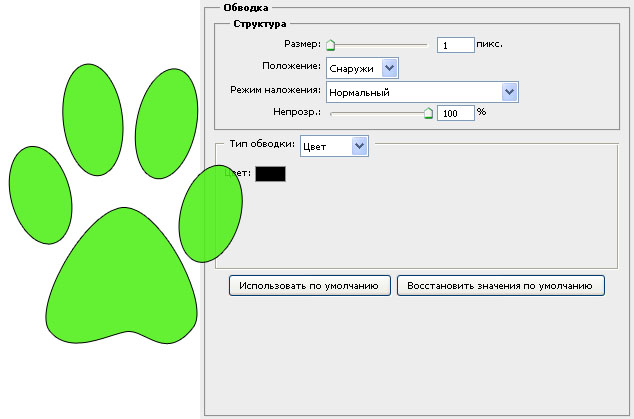 Обводка
Структура
Размер: 1 пикс.
Положение: Снаружи
Режим наложения: Нормальный
Непрозр.: 100 %
Тип обводки: Цвет
Цвет:
Использовать по умолчанию Восстановить значения по умолчанию